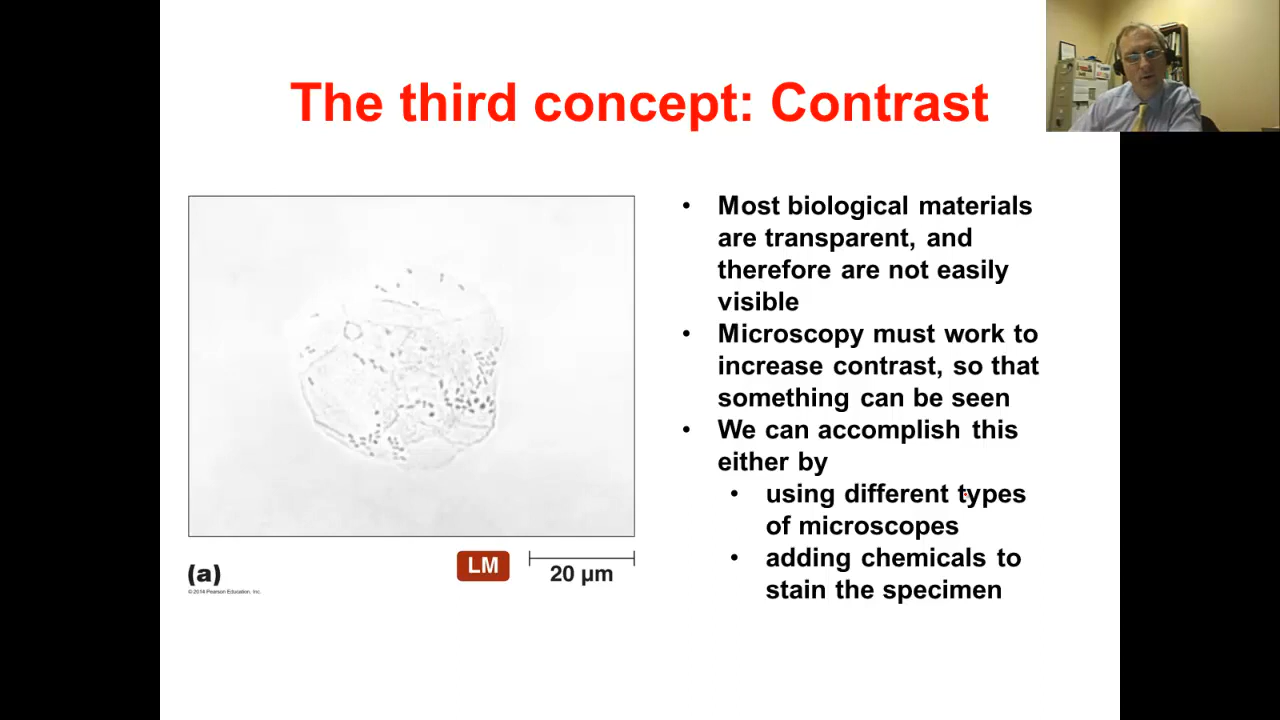 The third concept: Contrast
• Most biological materials
are transparent, and
therefore are not easily
visible
• Microscopy must work to
increase contrast, so that
something can be seen
• We can accomplish this
either by
• using different types
of microscopes
• adding chemicals to
stain the specimen
LM
20 µm
(a)
©2014 Pearson Education, Inc.